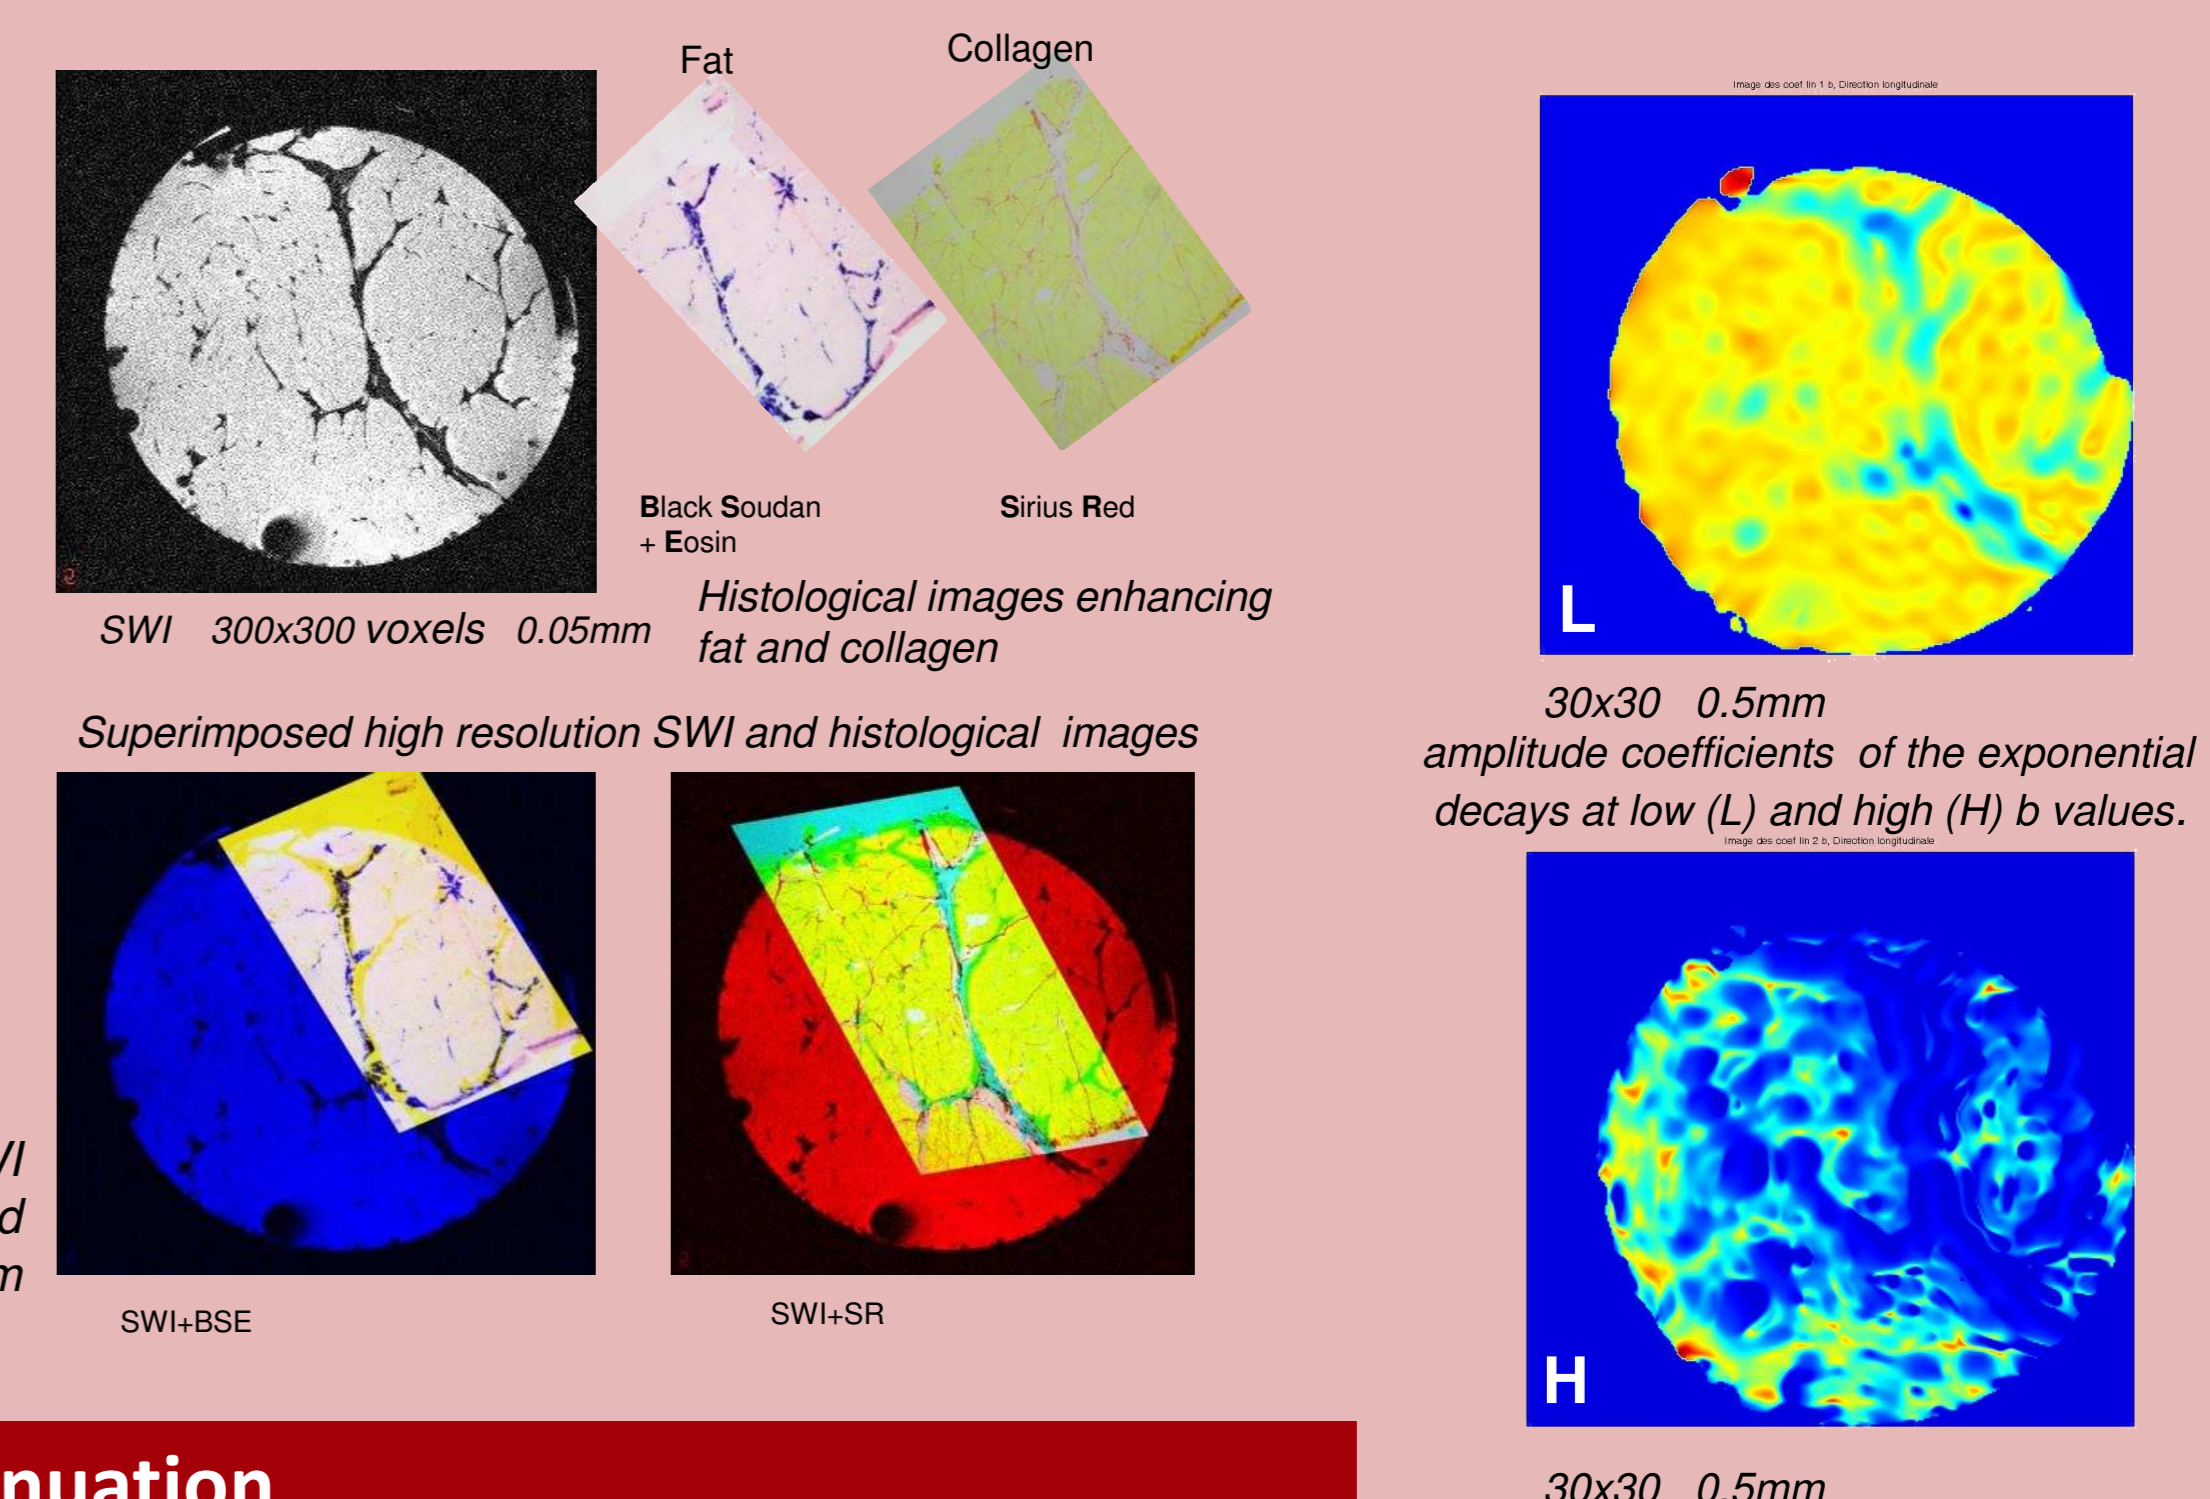 Fat
Collagen
Image des coef lin 1 b, Direction longitudinale
Black Soudan
+ Eosin
Sirius Red
Histological images enhancing
fat and collagen
SWI 300x300 voxels 0.05mm
L
30x30 0.5mm
amplitude coefficients of the exponential
decays at low (L) and high (H) b values.
Superimposed high resolution SWI and histological images
Image des coef lin 2 b, Direction longitudinale
d
m
SWI+BSE
SWI+SR
H
nuation
30x30 0.5mm